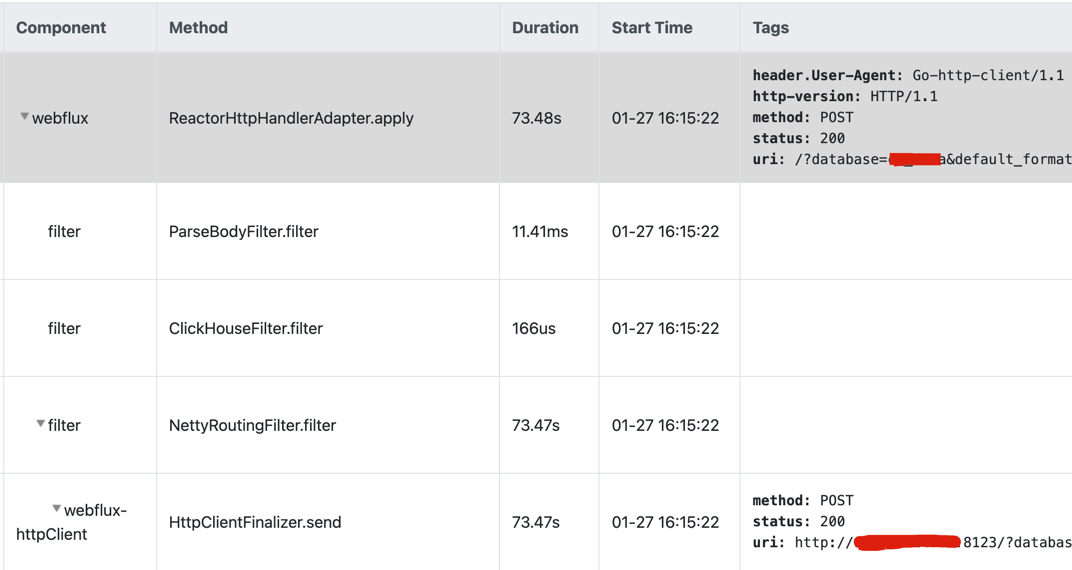 Component Method Duration Start Time Tags
header.User-Agent: Go-http-client/1.1
http-version: HTTP/1.1
webflux ReactorHttpHandlerAdapter.apply 73.48s 01-27 16:15:22 method: POST
status: 200
uri: /?database= a&default_format
filter ParseBodyFilter.filter 11.41ms 01-27 16:15:22
filter ClickHouseFilter.filter 166us 01-27 16:15:22
filter NettyRoutingFilter.filter 73.47s 01-27 16:15:22
method: POST
webflux-
httpClient HttpClientFinalizer.send 73.47s 01-27 16:15:22 status: 200
uri: http:// 8123/?databas